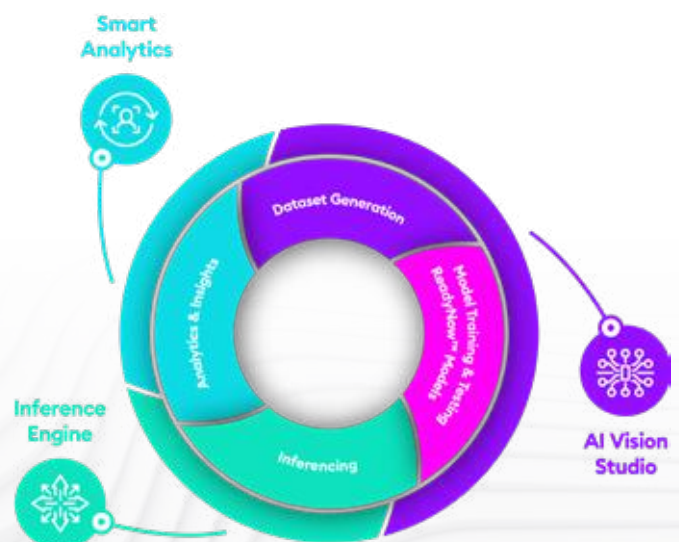 Smart
Analytics
Dataset Generation
Model Training & Testing
ReadyNow™ Models
Analytics & Insights
Inferencing
Inference
Engine
AI Vision
Studio